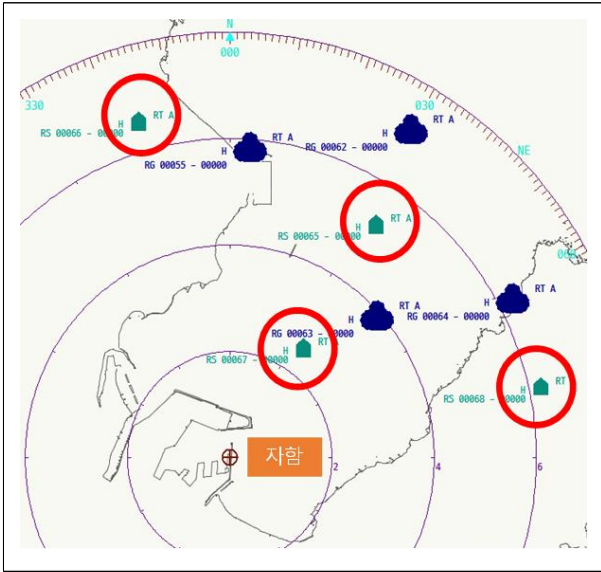 N
000
330
030
NE
060
RT A
H
RS 00066 - 00000
RT A
H
RG 00055 - 00000
RT A
H
RG 00062 - 00000
RT A
H
RS 00065 - 00000
RT A
H
RG 00063 - 00000
RT A
H
RG 00064 - 00000
RT
H
RS 00067 - 00000
RT
H
RS 00068 - 00000
자함
2
4
6